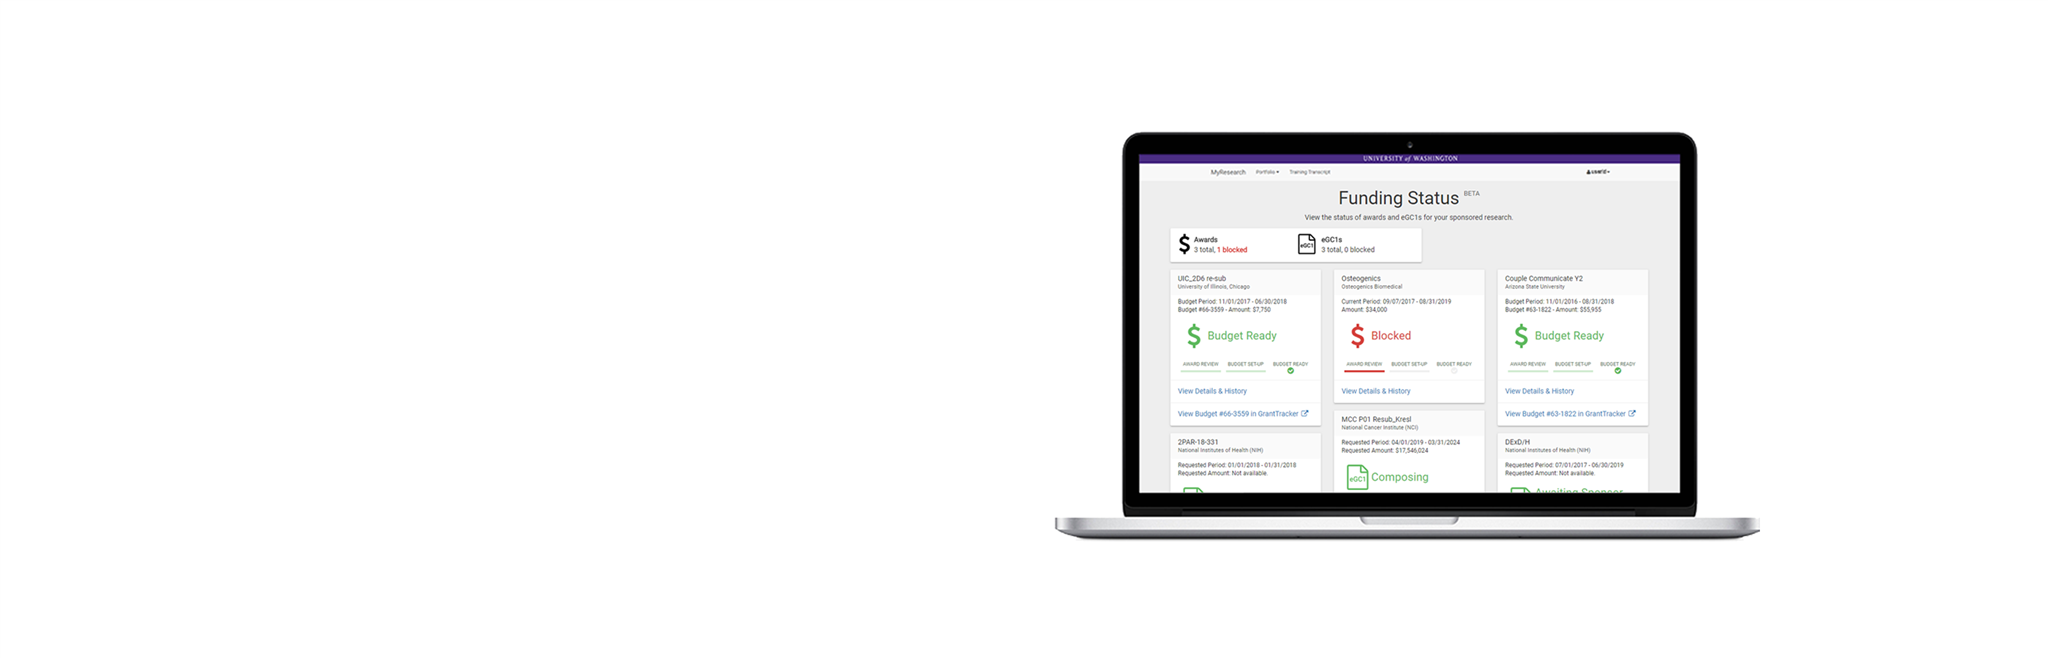 UNIVERSITY of WASHINGTON
MyResearch Portfolio Training Transcript
Funding Status BETA
View the status of awards and eGC1s for your sponsored research.
Awards
3 total, 1 blocked
eGC1
eGC1s
3 total, 0 blocked
UIC_2D6 re-sub
University of Illinois, Chicago
Budget Period: 11/01/2017 - 06/30/2018
Budget #66-3559 - Amount: $7,750
$ Budget Ready
AWARD REVIEW BUDGET SET-UP BUDGET READY
View Details & History
View Budget #66-3559 in GrantTracker
Osteogenics
Osteogenics Biomedical
Current Period: 09/07/2017 - 08/31/2019
Amount: $34,000
$ Blocked
AWARD REVIEW BUDGET SET-UP BUDGET READY
View Details & History
Couple Communicate Y2
Arizona State University
Budget Period: 11/01/2016 - 08/31/2018
Budget #63-1822 - Amount: $55,955
$ Budget Ready
AWARD REVIEW BUDGET SET-UP BUDGET READY
View Details & History
View Budget #63-1822 in GrantTracker
2PAR-18-331
National Institutes of Health (NIH)
Requested Period: 01/01/2018 - 01/31/2018
Requested Amount: Not available
MCC P01 Resub_Kresl
National Cancer Institute (NCI)
Requested Period: 04/01/2019 - 03/31/2024
Requested Amount: $17,546,024
eGC1 Composing
DExD/H
National Institutes of Health (NIH)
Requested Period: 07/01/2017 - 06/30/2019
Requested Amount: Not available
Awaiting Sponsor